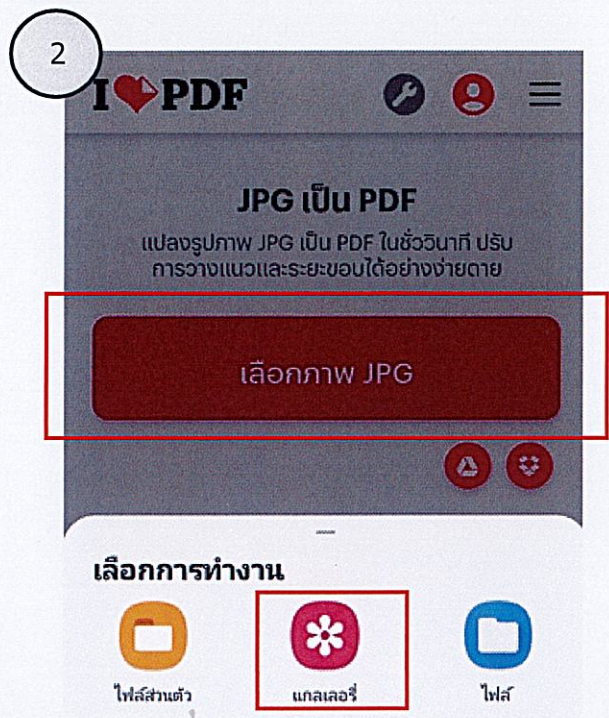 2
I PDF
JPG เป็น PDF
แปลงรูปภาพ JPG เป็น PDF ในชั่ววินาที ปรับ
การวางแนวและระยะขอบได้อย่างง่ายดาย
เลือกภาพ JPG
เลือกการทำงาน
ไฟล์ส่วนตัว
แกลเลอรี่
ไฟล์